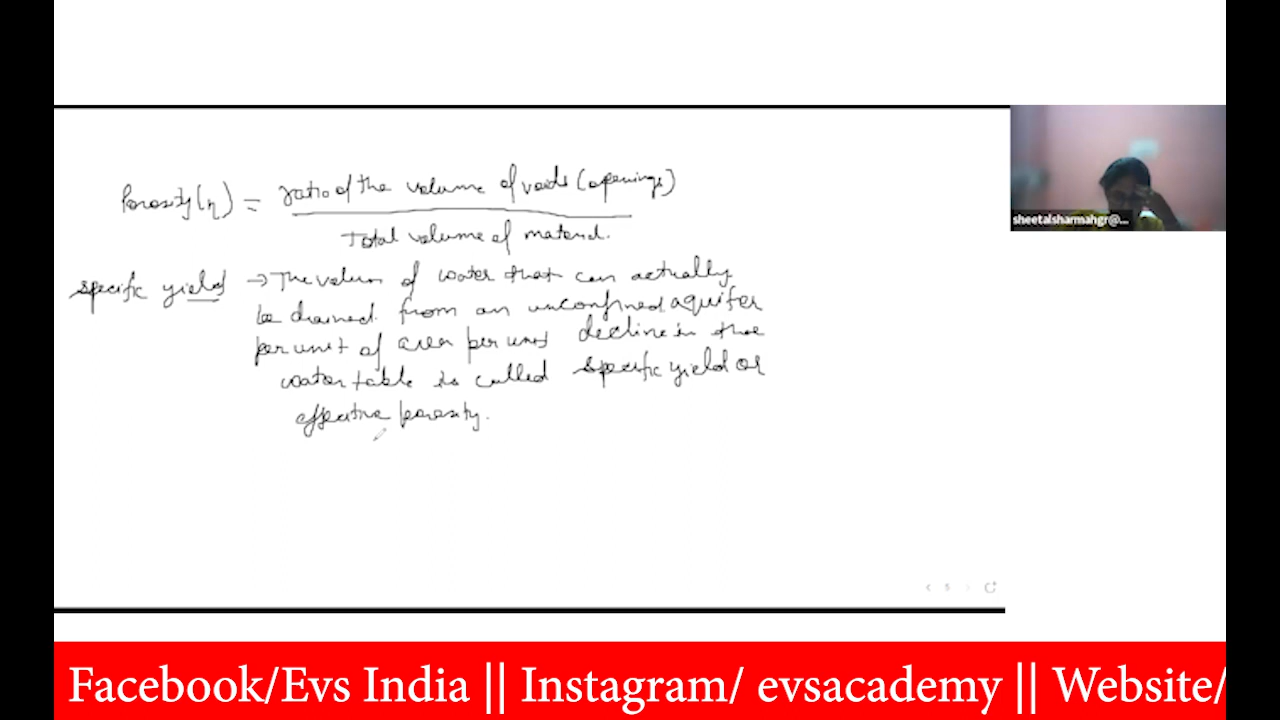 Porosity (η) = ratio of the volume of voids (openings)
Total volume of material.
specific yield → The volum of water that can actually
be drained from an unconfined aquifer
per unit of area per unit decline in the
water table is called specific yield or
effective porosity.
sheetalsharmahgr@...
< 5 >
Facebook/Evs India || Instagram/ evsacademy || Website/